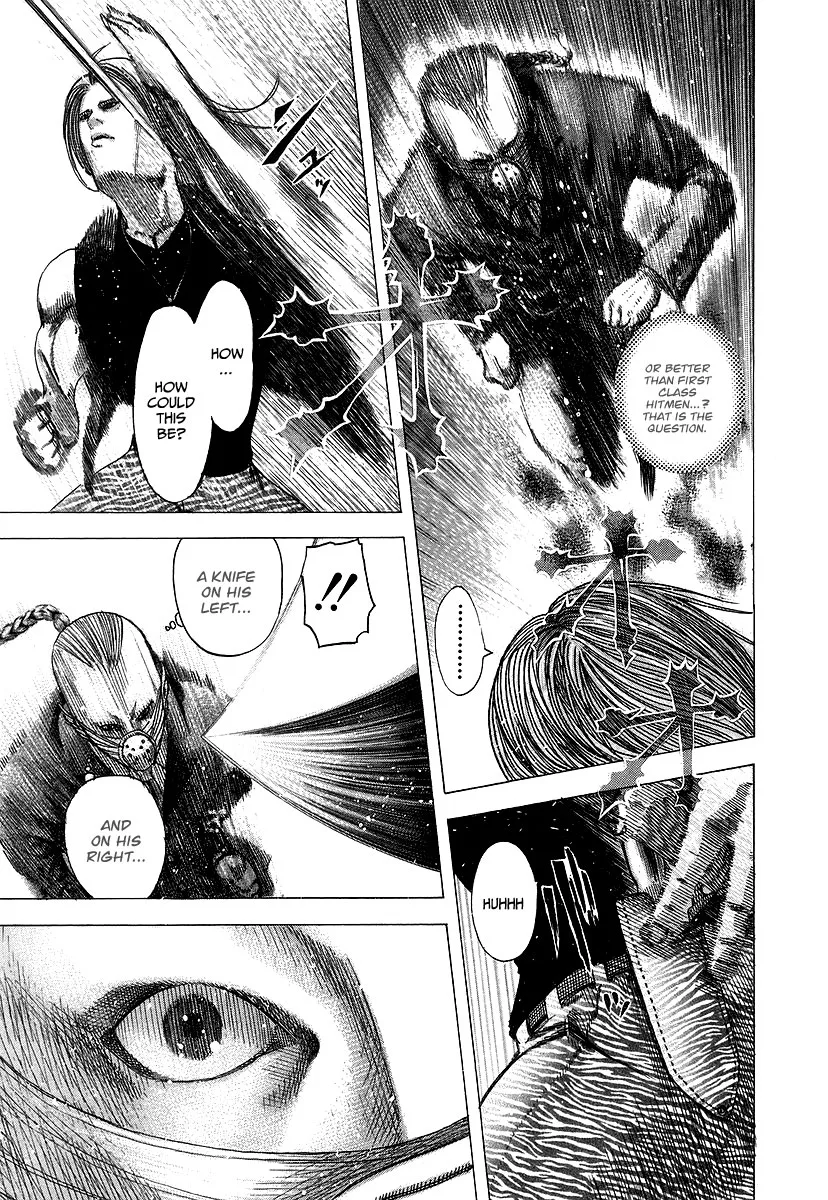 OR BETTER
THAN FIRST
CLASS
HITMEN...?
THAT IS THE
QUESTION.
.........
HUHHH
HOW
...
HOW
COULD
THIS
BE?
!!
A KNIFE
ON HIS
LEFT...
AND
ON HIS
RIGHT...